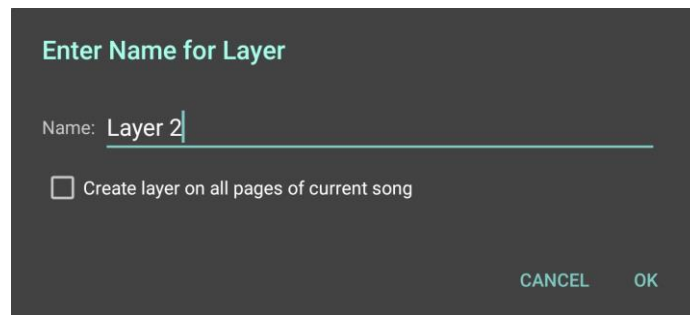 Enter Name for Layer
Name: Layer 2
Create layer on all pages of current song
CANCEL OK